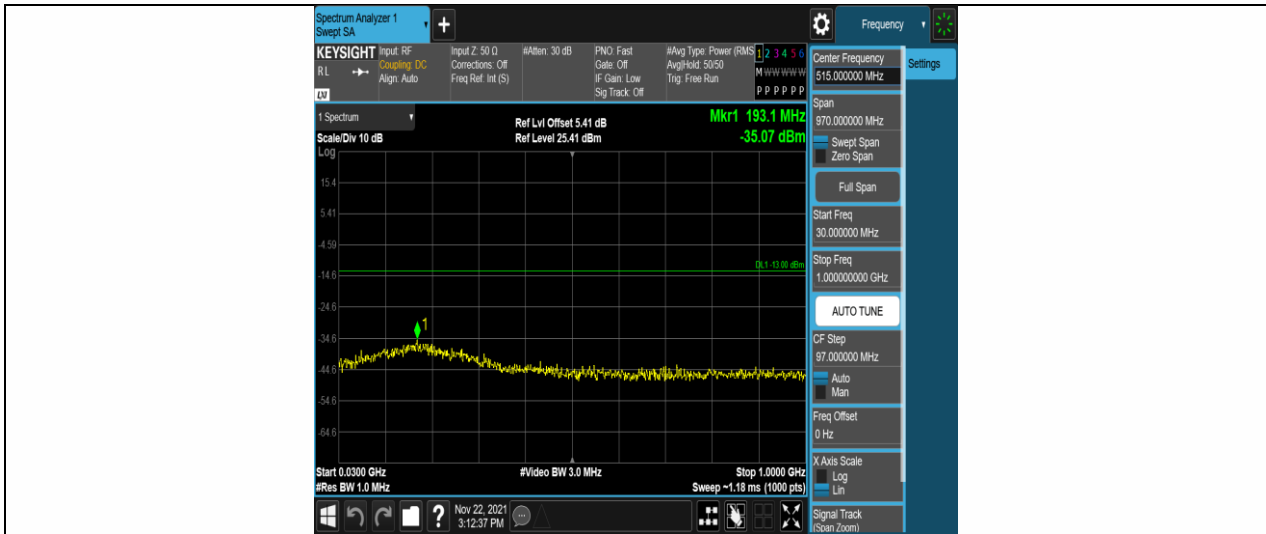 Spectrum Analyzer 1
Swept SA
Frequency
KEYSIGHT
Input: RF
Coupling: DC
Align: Auto
Input Z: 50 Ω
Corrections: Off
Freq Ref: Int (S)
#Atten: 30 dB
PNO: Fast
Gate: Off
IF Gain: Low
Sig Track: Off
#Avg Type: Power (RMS
Avg|Hold: 50/50
Trig: Free Run
1 2 3 4 5 6
M W W W W W
P P P P P P
R L
LXI
1 Spectrum
Scale/Div 10 dB
Log
Ref Lvl Offset 5.41 dB
Ref Level 25.41 dBm
Mkr1 193.1 MHz
-35.07 dBm
15.4
5.41
-4.59
-14.6
-24.6
-34.6
-44.6
-54.6
-64.6
DL1 -13.00 dBm
1
Start 0.0300 GHz
#Res BW 1.0 MHz
#Video BW 3.0 MHz
Stop 1.0000 GHz
Sweep ~1.18 ms (1000 pts)
Nov 22, 2021
3:12:37 PM
Center Frequency
515.000000 MHz
Settings
Span
970.000000 MHz
Swept Span
Zero Span
Full Span
Start Freq
30.000000 MHz
Stop Freq
1.000000000 GHz
AUTO TUNE
CF Step
97.000000 MHz
Auto
Man
Freq Offset
0 Hz
X Axis Scale
Log
Lin
Signal Track
(Span Zoom)